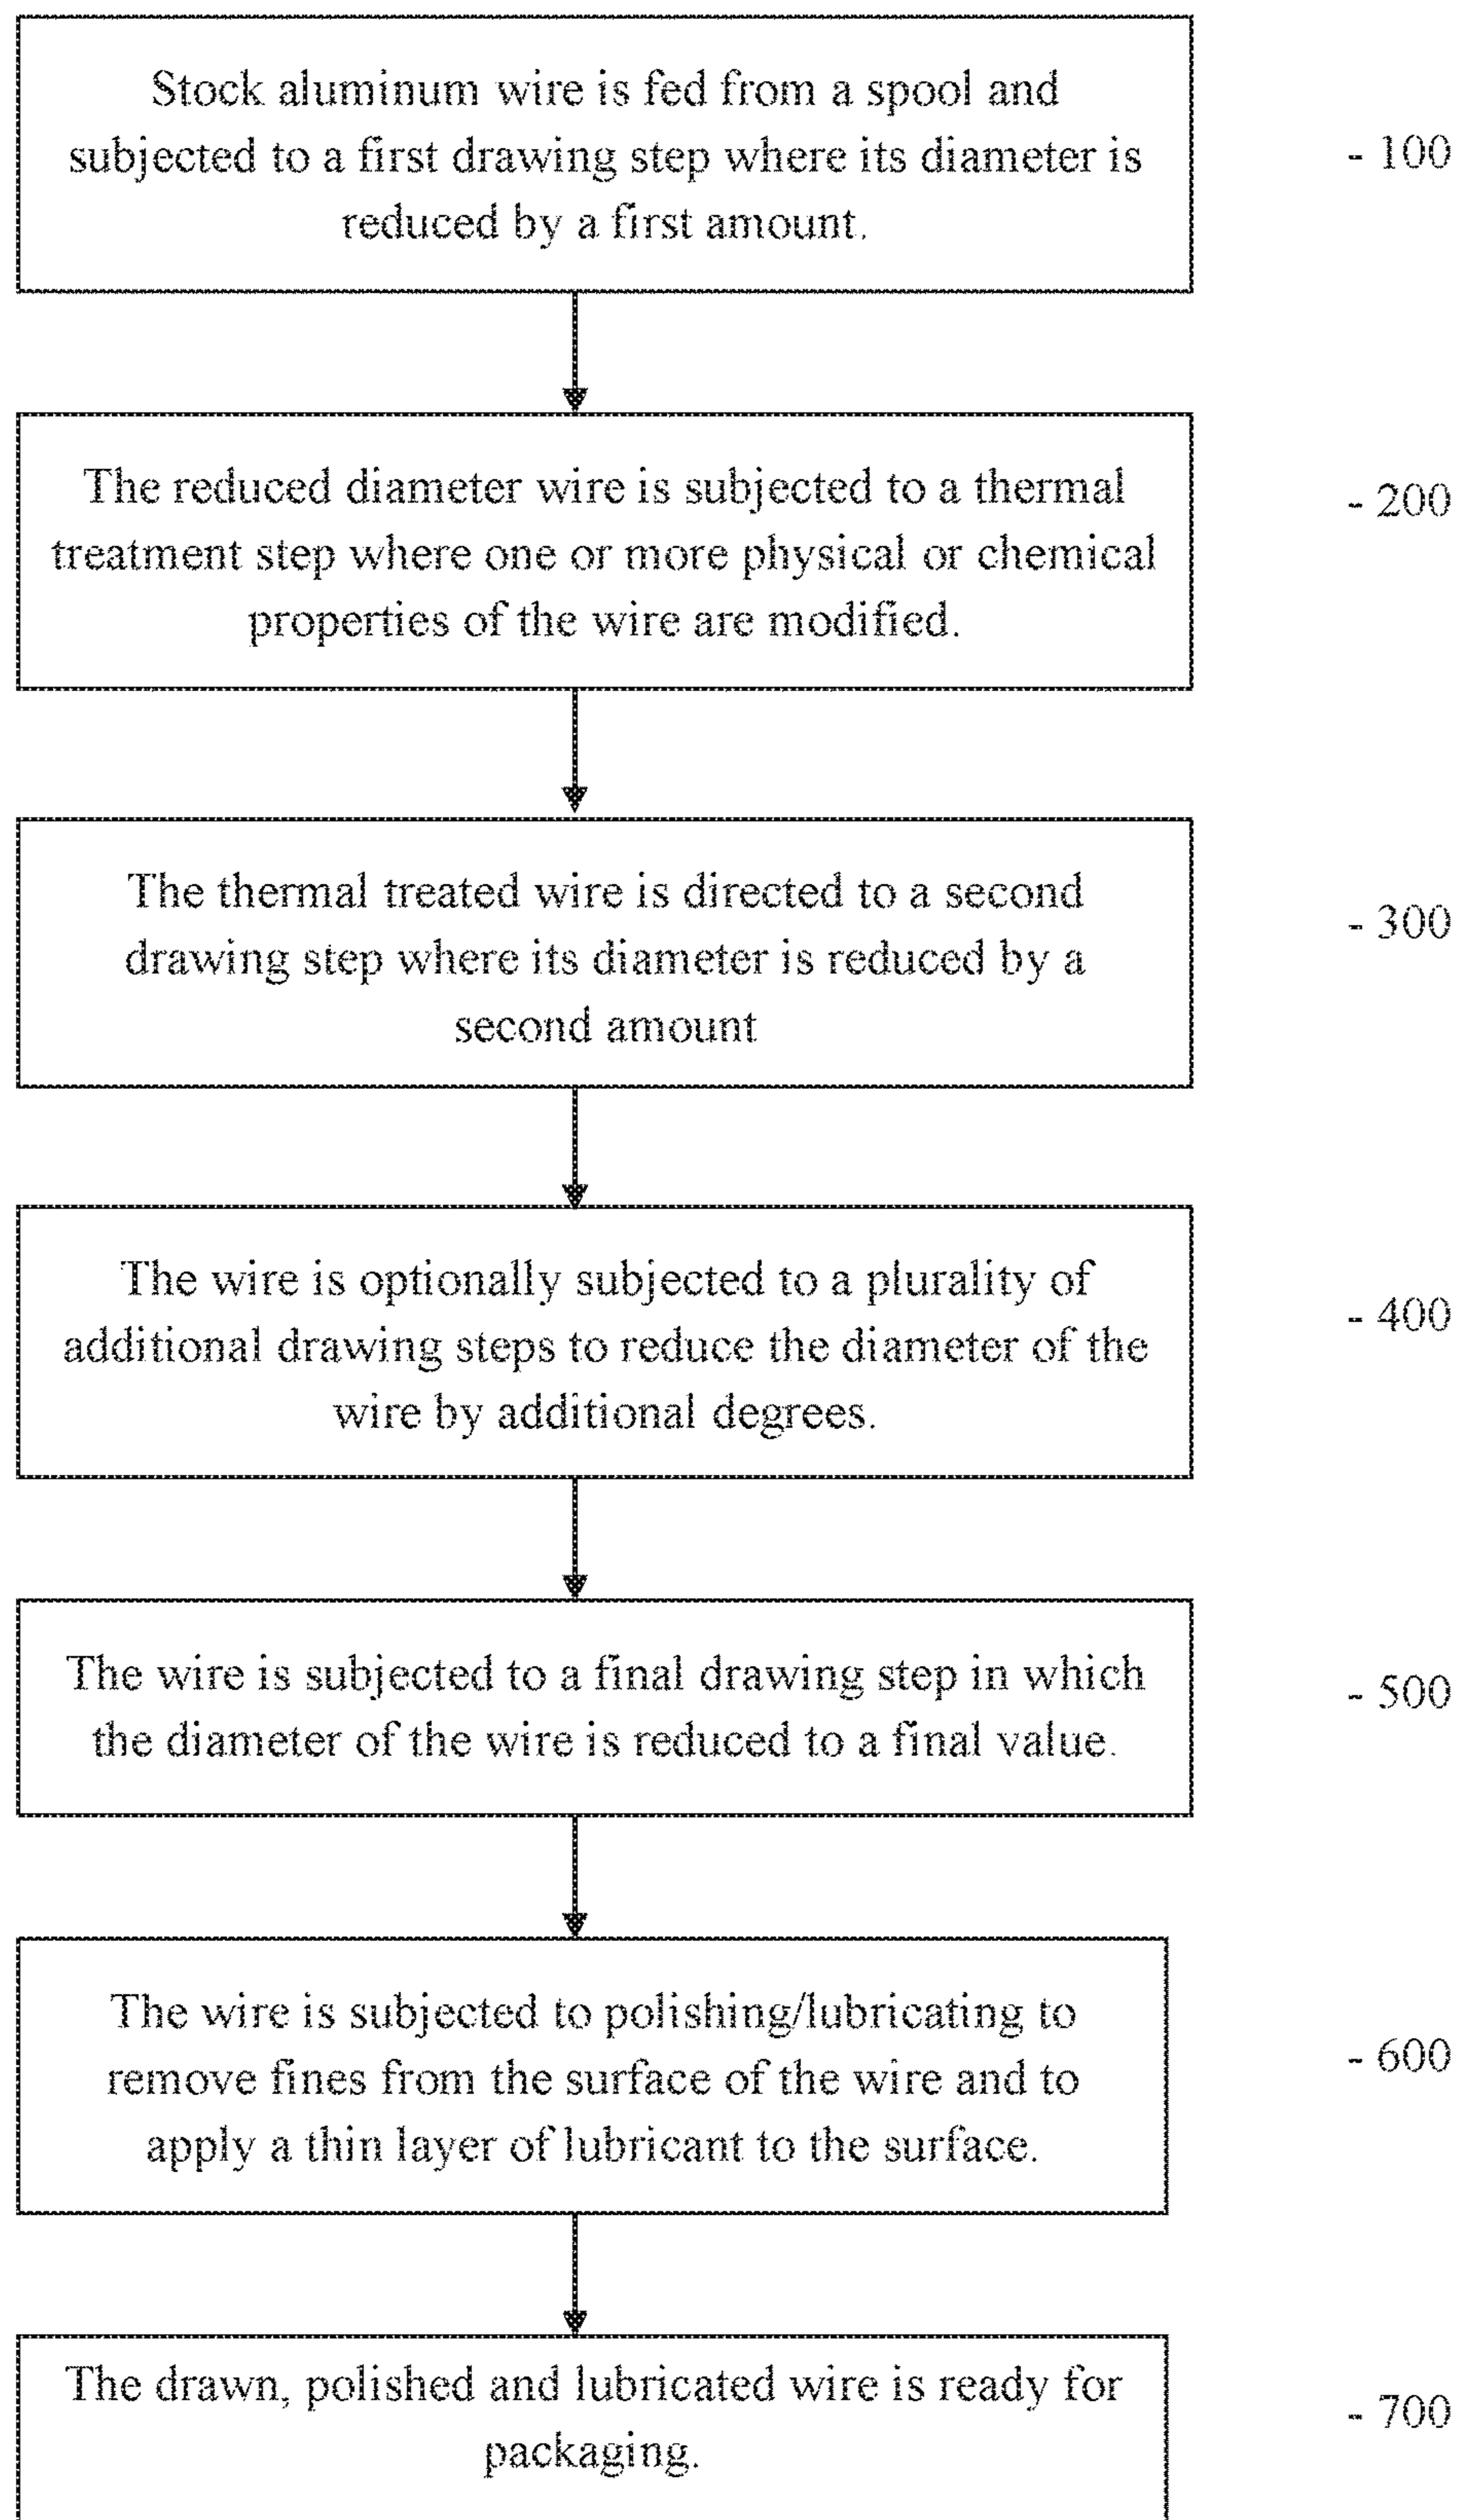 Stock aluminum wire is fed from a spool and
subjected to a first drawing step where its diameter is
reduced by a first amount.
- 100
The reduced diameter wire is subjected to a thermal
treatment step where one or more physical or chemical
properties of the wire are modified.
- 200
The thermal treated wire is directed to a second
drawing step where its diameter is reduced by a
second amount
- 300
The wire is optionally subjected to a plurality of
additional drawing steps to reduce the diameter of the
wire by additional degrees.
- 400
The wire is subjected to a final drawing step in which
the diameter of the wire is reduced to a final value.
- 500
The wire is subjected to polishing/lubricating to
remove fines from the surface of the wire and to
apply a thin layer of lubricant to the surface.
- 600
The drawn, polished and lubricated wire is ready for
packaging.
- 700